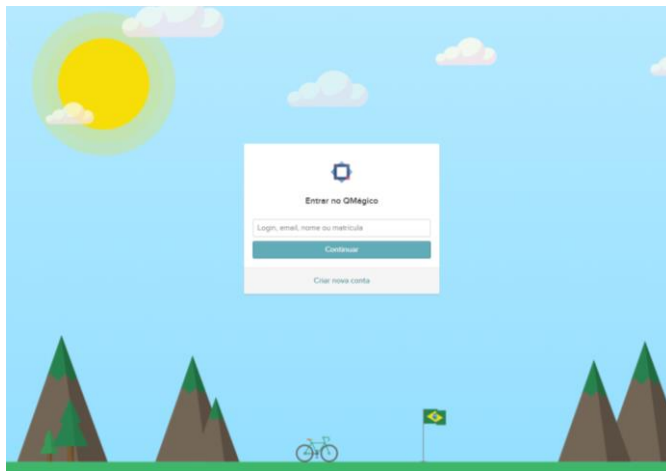 Entrar no QMágico
Login, email, nome ou matrícula
Continuar
Criar nova conta